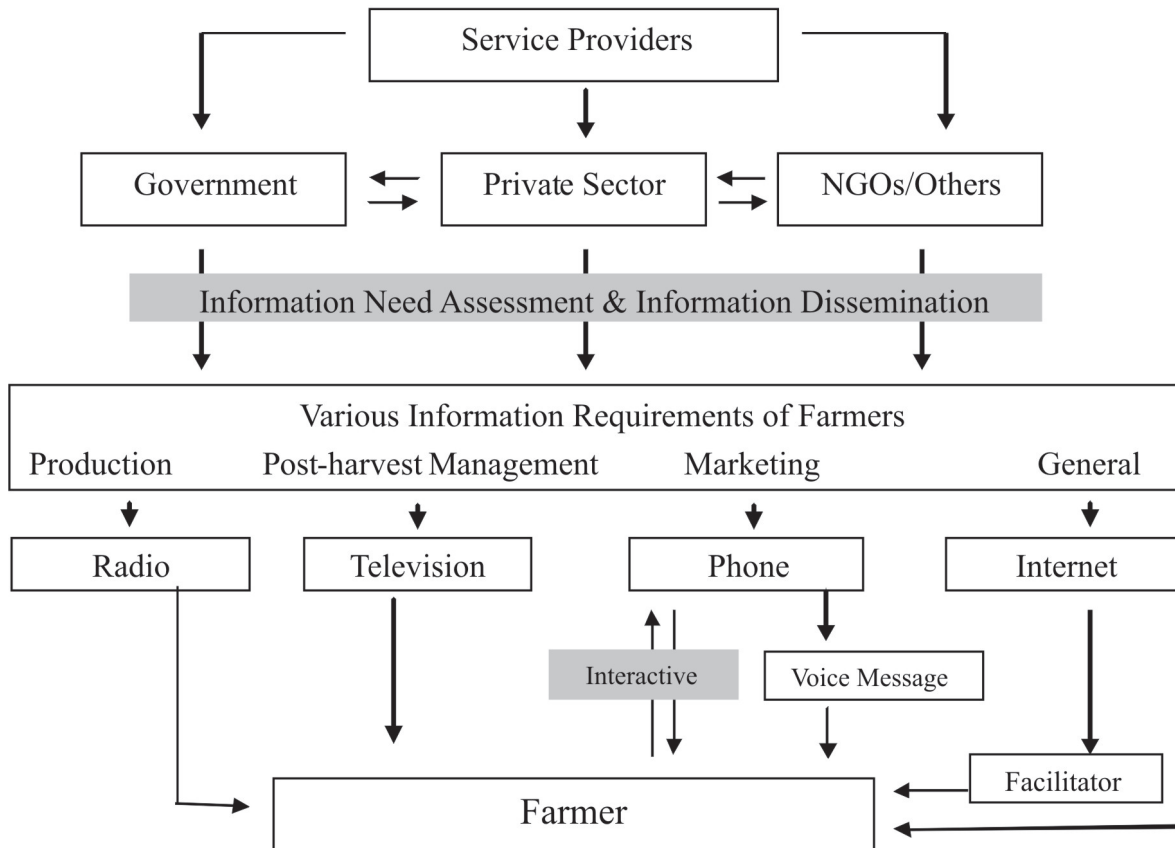 Service Providers
Government
Private Sector
NGOs/Others
Information Need Assessment & Information Dissemination
Various Information Requirements of Farmers
Production Post-harvest Management Marketing General
Radio
Television
Phone
Internet
Interactive
Voice Message
Facilitator
Farmer